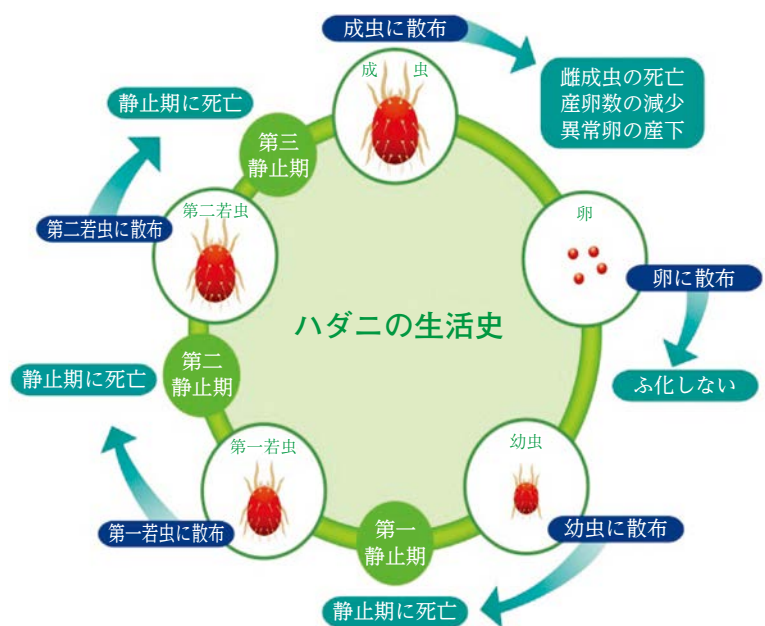 成虫に散布
成虫
雌成虫の死亡
産卵数の減少
異常卵の産下
静止期に死亡
第三
静止期
第二若虫
第二若虫に散布
卵
卵に散布
ふ化しない
ハダニの生活史
第二
静止期
静止期に死亡
第一若虫
第一若虫に散布
幼虫
幼虫に散布
第一
静止期
静止期に死亡